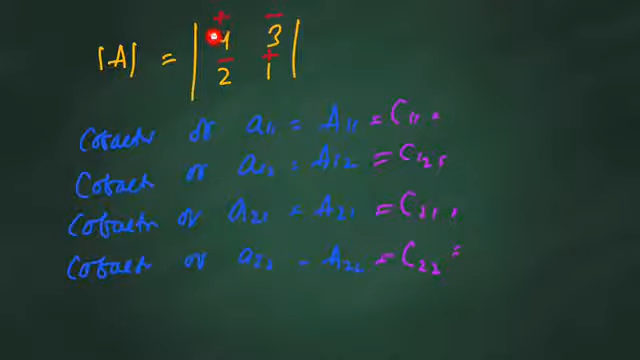 + −
|A| = | 4 3 |
− +
| 2 1 |
Cofactor of a₁₁ = A₁₁ = C₁₁ =
Cofactor of a₁₂ = A₁₂ = C₁₂ =
Cofactor of a₂₁ = A₂₁ = C₂₁ =
Cofactor of a₂₂ = A₂₂ = C₂₂ =